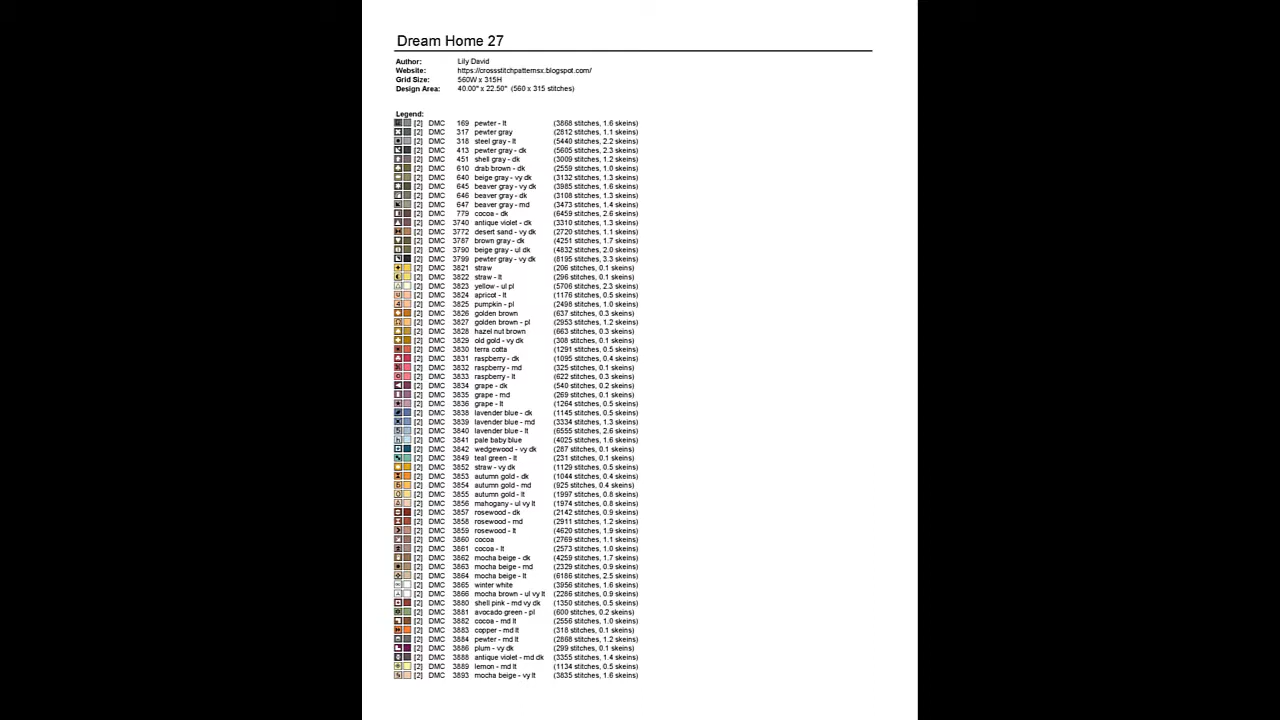 Dream Home 27
Author: Lily David
Website: https://crossstitchpatternsx.blogspot.com/
Grid Size: 560W x 315H
Design Area: 40.00" x 22.50" (560 x 315 stitches)
Legend:
[2] DMC 169 pewter - lt (3868 stitches, 1.6 skeins)
[2] DMC 317 pewter gray (2812 stitches, 1.1 skeins)
[2] DMC 318 steel gray - lt (5440 stitches, 2.2 skeins)
[2] DMC 413 pewter gray - dk (5605 stitches, 2.3 skeins)
[2] DMC 451 shell gray - dk (3009 stitches, 1.2 skeins)
[2] DMC 610 drab brown - dk (2559 stitches, 1.0 skeins)
[2] DMC 640 beige gray - vy dk (3132 stitches, 1.3 skeins)
[2] DMC 645 beaver gray - vy dk (3985 stitches, 1.6 skeins)
[2] DMC 646 beaver gray - dk (3108 stitches, 1.3 skeins)
[2] DMC 647 beaver gray - md (3473 stitches, 1.4 skeins)
[2] DMC 779 cocoa - dk (6459 stitches, 2.6 skeins)
[2] DMC 3740 antique violet - dk (3310 stitches, 1.3 skeins)
[2] DMC 3772 desert sand - vy dk (2720 stitches, 1.1 skeins)
[2] DMC 3787 brown gray - dk (4251 stitches, 1.7 skeins)
[2] DMC 3790 beige gray - ul dk (4832 stitches, 2.0 skeins)
[2] DMC 3799 pewter gray - vy dk (8195 stitches, 3.3 skeins)
[2] DMC 3821 straw (206 stitches, 0.1 skeins)
[2] DMC 3822 straw - lt (296 stitches, 0.1 skeins)
[2] DMC 3823 yellow - ul pl (5706 stitches, 2.3 skeins)
[2] DMC 3824 apricot - lt (1176 stitches, 0.5 skeins)
[2] DMC 3825 pumpkin - pl (2498 stitches, 1.0 skeins)
[2] DMC 3826 golden brown (637 stitches, 0.3 skeins)
[2] DMC 3827 golden brown - pl (2953 stitches, 1.2 skeins)
[2] DMC 3828 hazel nut brown (663 stitches, 0.3 skeins)
[2] DMC 3829 old gold - vy dk (308 stitches, 0.1 skeins)
[2] DMC 3830 terra cotta (1291 stitches, 0.5 skeins)
[2] DMC 3831 raspberry - dk (1095 stitches, 0.4 skeins)
[2] DMC 3832 raspberry - md (325 stitches, 0.1 skeins)
[2] DMC 3833 raspberry - lt (622 stitches, 0.3 skeins)
[2] DMC 3834 grape - dk (540 stitches, 0.2 skeins)
[2] DMC 3835 grape - md (269 stitches, 0.1 skeins)
[2] DMC 3836 grape - lt (1264 stitches, 0.5 skeins)
[2] DMC 3838 lavender blue - dk (1145 stitches, 0.5 skeins)
[2] DMC 3839 lavender blue - md (3334 stitches, 1.3 skeins)
[2] DMC 3840 lavender blue - lt (6555 stitches, 2.6 skeins)
[2] DMC 3841 pale baby blue (4025 stitches, 1.6 skeins)
[2] DMC 3842 wedgewood - vy dk (287 stitches, 0.1 skeins)
[2] DMC 3849 teal green - lt (231 stitches, 0.1 skeins)
[2] DMC 3852 straw - vy dk (1129 stitches, 0.5 skeins)
[2] DMC 3853 autumn gold - dk (1044 stitches, 0.4 skeins)
[2] DMC 3854 autumn gold - md (925 stitches, 0.4 skeins)
[2] DMC 3855 autumn gold - lt (1997 stitches, 0.8 skeins)
[2] DMC 3856 mahogany - ul vy lt (1974 stitches, 0.8 skeins)
[2] DMC 3857 rosewood - dk (2142 stitches, 0.9 skeins)
[2] DMC 3858 rosewood - md (2911 stitches, 1.2 skeins)
[2] DMC 3859 rosewood - lt (4620 stitches, 1.9 skeins)
[2] DMC 3860 cocoa (2769 stitches, 1.1 skeins)
[2] DMC 3861 cocoa - lt (2573 stitches, 1.0 skeins)
[2] DMC 3862 mocha beige - dk (4259 stitches, 1.7 skeins)
[2] DMC 3863 mocha beige - md (2329 stitches, 0.9 skeins)
[2] DMC 3864 mocha beige - lt (6186 stitches, 2.5 skeins)
[2] DMC 3865 winter white (3956 stitches, 1.6 skeins)
[2] DMC 3866 mocha brown - ul vy lt (2286 stitches, 0.9 skeins)
[2] DMC 3880 shell pink - md vy dk (1350 stitches, 0.5 skeins)
[2] DMC 3881 avocado green - pl (600 stitches, 0.2 skeins)
[2] DMC 3882 cocoa - md lt (2556 stitches, 1.0 skeins)
[2] DMC 3883 copper - md lt (318 stitches, 0.1 skeins)
[2] DMC 3884 pewter - md lt (2868 stitches, 1.2 skeins)
[2] DMC 3886 plum - vy dk (299 stitches, 0.1 skeins)
[2] DMC 3888 antique violet - md dk (3355 stitches, 1.4 skeins)
[2] DMC 3889 lemon - md lt (1134 stitches, 0.5 skeins)
[2] DMC 3893 mocha beige - vy lt (3835 stitches, 1.6 skeins)